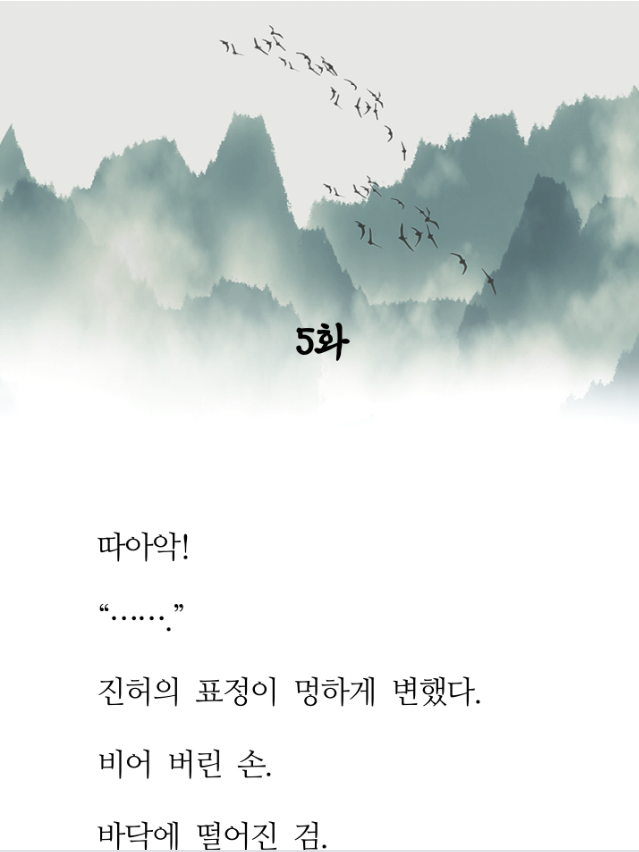 5화
따아악!
“…….”
진허의 표정이 멍하게 변했다.
비어 버린 손.
바닥에 떨어진 검.